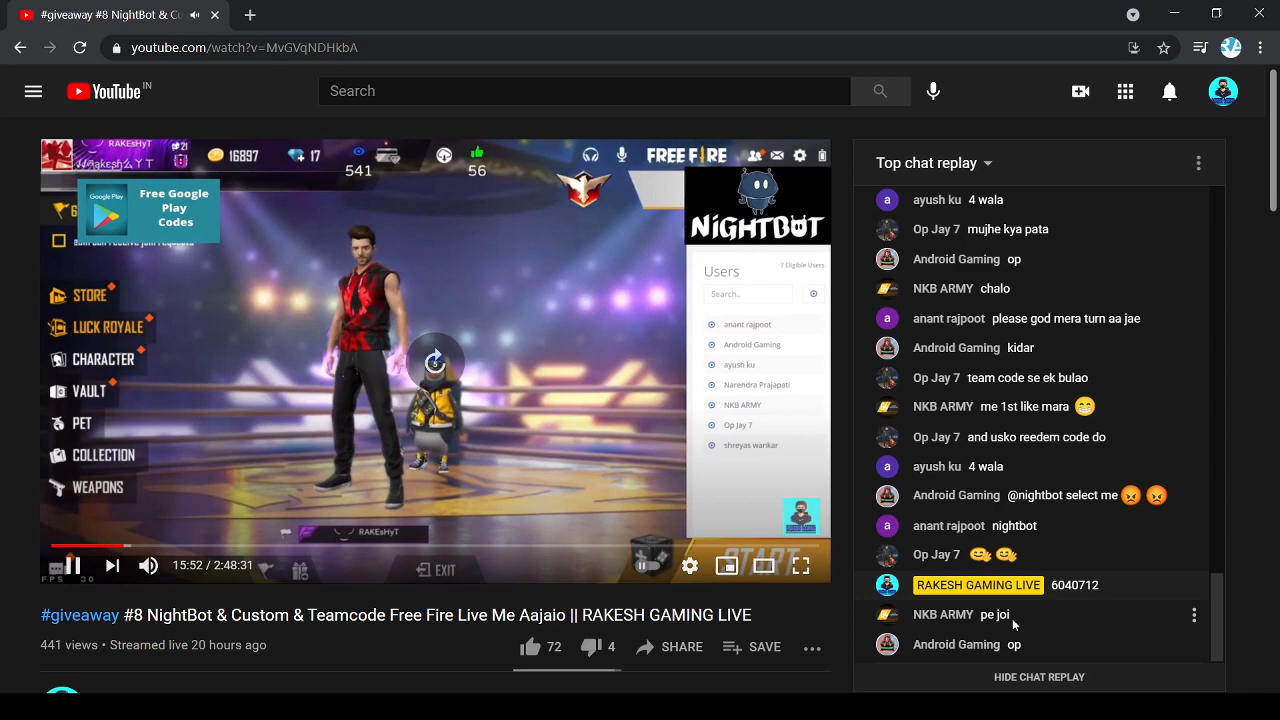 #giveaway #8 NightBot & Cu
youtube.com/watch?v=MvGVqNDHkbA
YouTube IN
Search
RAKEsHyT
#21
16897
17
541
56
FREE FIRE
Free Google
Play
Codes
Google Play
STORE
LUCK ROYALE
CHARACTER
VAULT
PET
COLLECTION
WEAPONS
RAKEsHyT
EXIT
START
FPS 30
NiGHTBOT
7 Eligible Users
Users
Search..
anant rajpoot
Android Gaming
ayush ku
Narendra Prajapati
NKB ARMY
Op Jay 7
shreyas wankar
5
15:52 / 2:48:31
#giveaway #8 NightBot & Custom & Teamcode Free Fire Live Me Aajaio || RAKESH GAMING LIVE
441 views • Streamed live 20 hours ago
72
4
SHARE
SAVE
Top chat replay
ayush ku 4 wala
Op Jay 7 mujhe kya pata
Android Gaming op
NKB ARMY chalo
anant rajpoot please god mera turn aa jae
Android Gaming kidar
Op Jay 7 team code se ek bulao
NKB ARMY me 1st like mara 😁
Op Jay 7 and usko reedem code do
ayush ku 4 wala
Android Gaming @nightbot select me 😡 😡
anant rajpoot nightbot
Op Jay 7 🤗 🤗
RAKESH GAMING LIVE 6040712
NKB ARMY pe joi
Android Gaming op
HIDE CHAT REPLAY